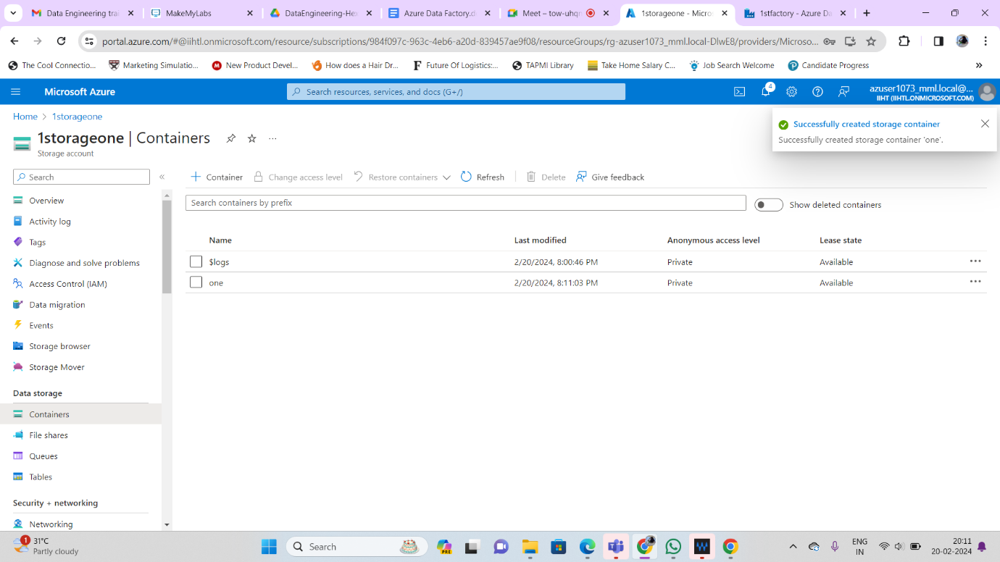 Data Engineering trai
MakeMyLabs
DataEngineering-Hex
Azure Data Factory.d
Meet – tow-uhqr
1storageone - Micros
1stfactory - Azure Da
portal.azure.com/#@iihtl.onmicrosoft.com/resource/subscriptions/984f097c-963c-4eb6-a20d-839457ae9f08/resourceGroups/rg-azuser1073_mml.local-DlwE8/providers/Microso...
The Cool Connectio...
Marketing Simulatio...
New Product Devel...
How does a Hair Dr...
Future Of Logistics:...
TAPMI Library
Take Home Salary C...
Job Search Welcome
Candidate Progress
»
Microsoft Azure
Search resources, services, and docs (G+/)
4
azuser1073_mml.local@...
IIHT (IIHTL.ONMICROSOFT.COM)
Home > 1storageone
Successfully created storage container
Successfully created storage container 'one'.
1storageone | Containers
Storage account
Search
«
+ Container
Change access level
Restore containers
Refresh
Delete
Give feedback
Search containers by prefix
Show deleted containers
Name Last modified Anonymous access level Lease state
$logs 2/20/2024, 8:00:46 PM Private Available
one 2/20/2024, 8:11:03 PM Private Available
Overview
Activity log
Tags
Diagnose and solve problems
Access Control (IAM)
Data migration
Events
Storage browser
Storage Mover
Data storage
Containers
File shares
Queues
Tables
Security + networking
Networking
1
31°C
Partly cloudy
Search
PRE
ENG
IN
20:11
20-02-2024